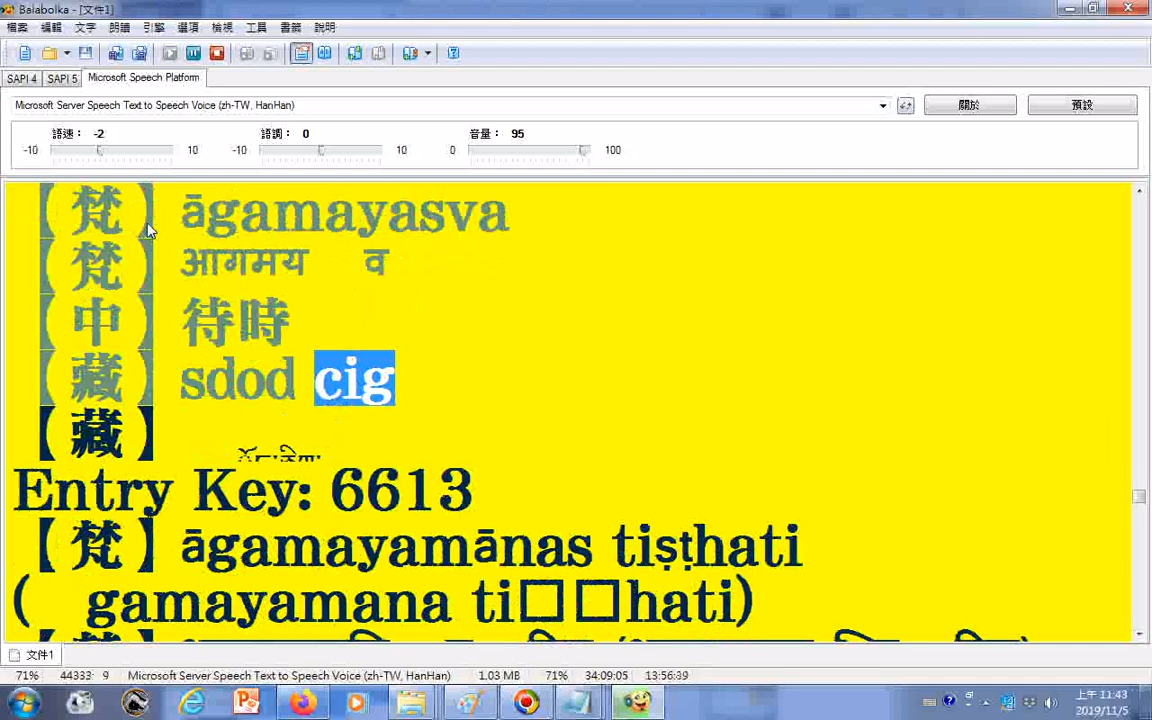 Balabolka - [文件1]
檔案 編輯 文字 朗讀 引擎 選項 檢視 工具 書籤 說明
SAPI 4 SAPI 5 Microsoft Speech Platform
Microsoft Server Speech Text to Speech Voice (zh-TW, HanHan) 關於 預設
語速： -2 語調： 0 音量： 95
-10 10 -10 10 0 100
【梵】āgamayasva
【梵】आगमय व
【中】待時
【藏】sdod cig
【藏】
Entry Key: 6613
【梵】āgamayamānas tiṣṭhati
( gamayamana ti□□hati)
文件1
71% 44333: 9 Microsoft Server Speech Text to Speech Voice (zh-TW, HanHan) 1.03 MB 71% 34:09:05 13:56:39
上午 11:43
2019/11/5